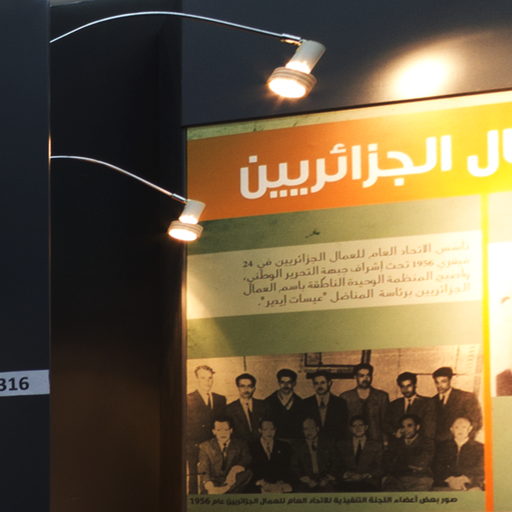 ال الجزائريين
تأسس الاتحاد العام للعمال الجزائريين في 24
فيفري 1956 تحت إشراف جبهة التحرير الوطني،
وأصبح المنظمة الوحيدة الناطقة باسم العمال
الجزائريين برئاسة المناضل "عيسات إيدير".
316
صور بعض أعضاء اللجنة التنفيذية للاتحاد العام للعمال الجزائريين عام 1956